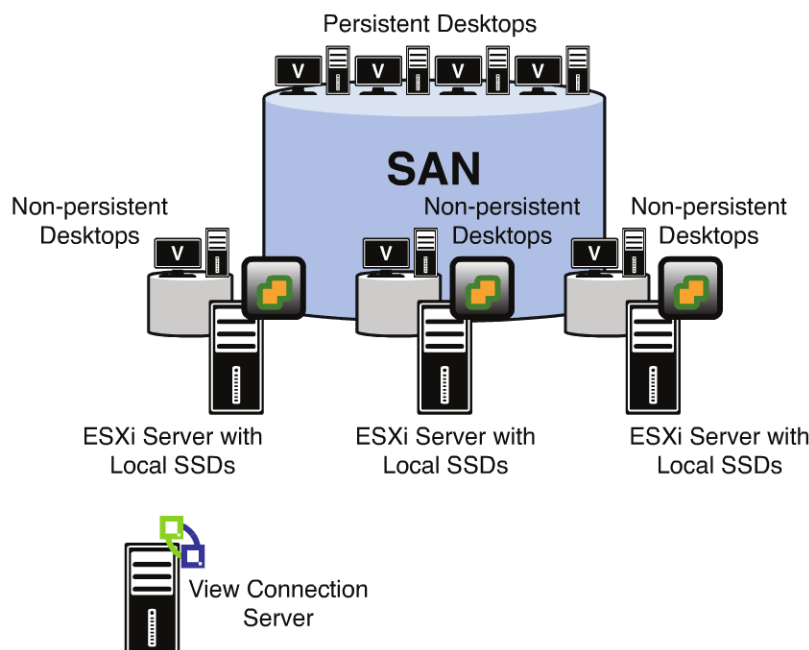 Persistent Desktops
V V V V
SAN
Non-persistent
Desktops
Non-persistent
Desktops
Non-persistent
Desktops
V
V
V
ESXi Server with
Local SSDs
ESXi Server with
Local SSDs
ESXi Server with
Local SSDs
View Connection
Server